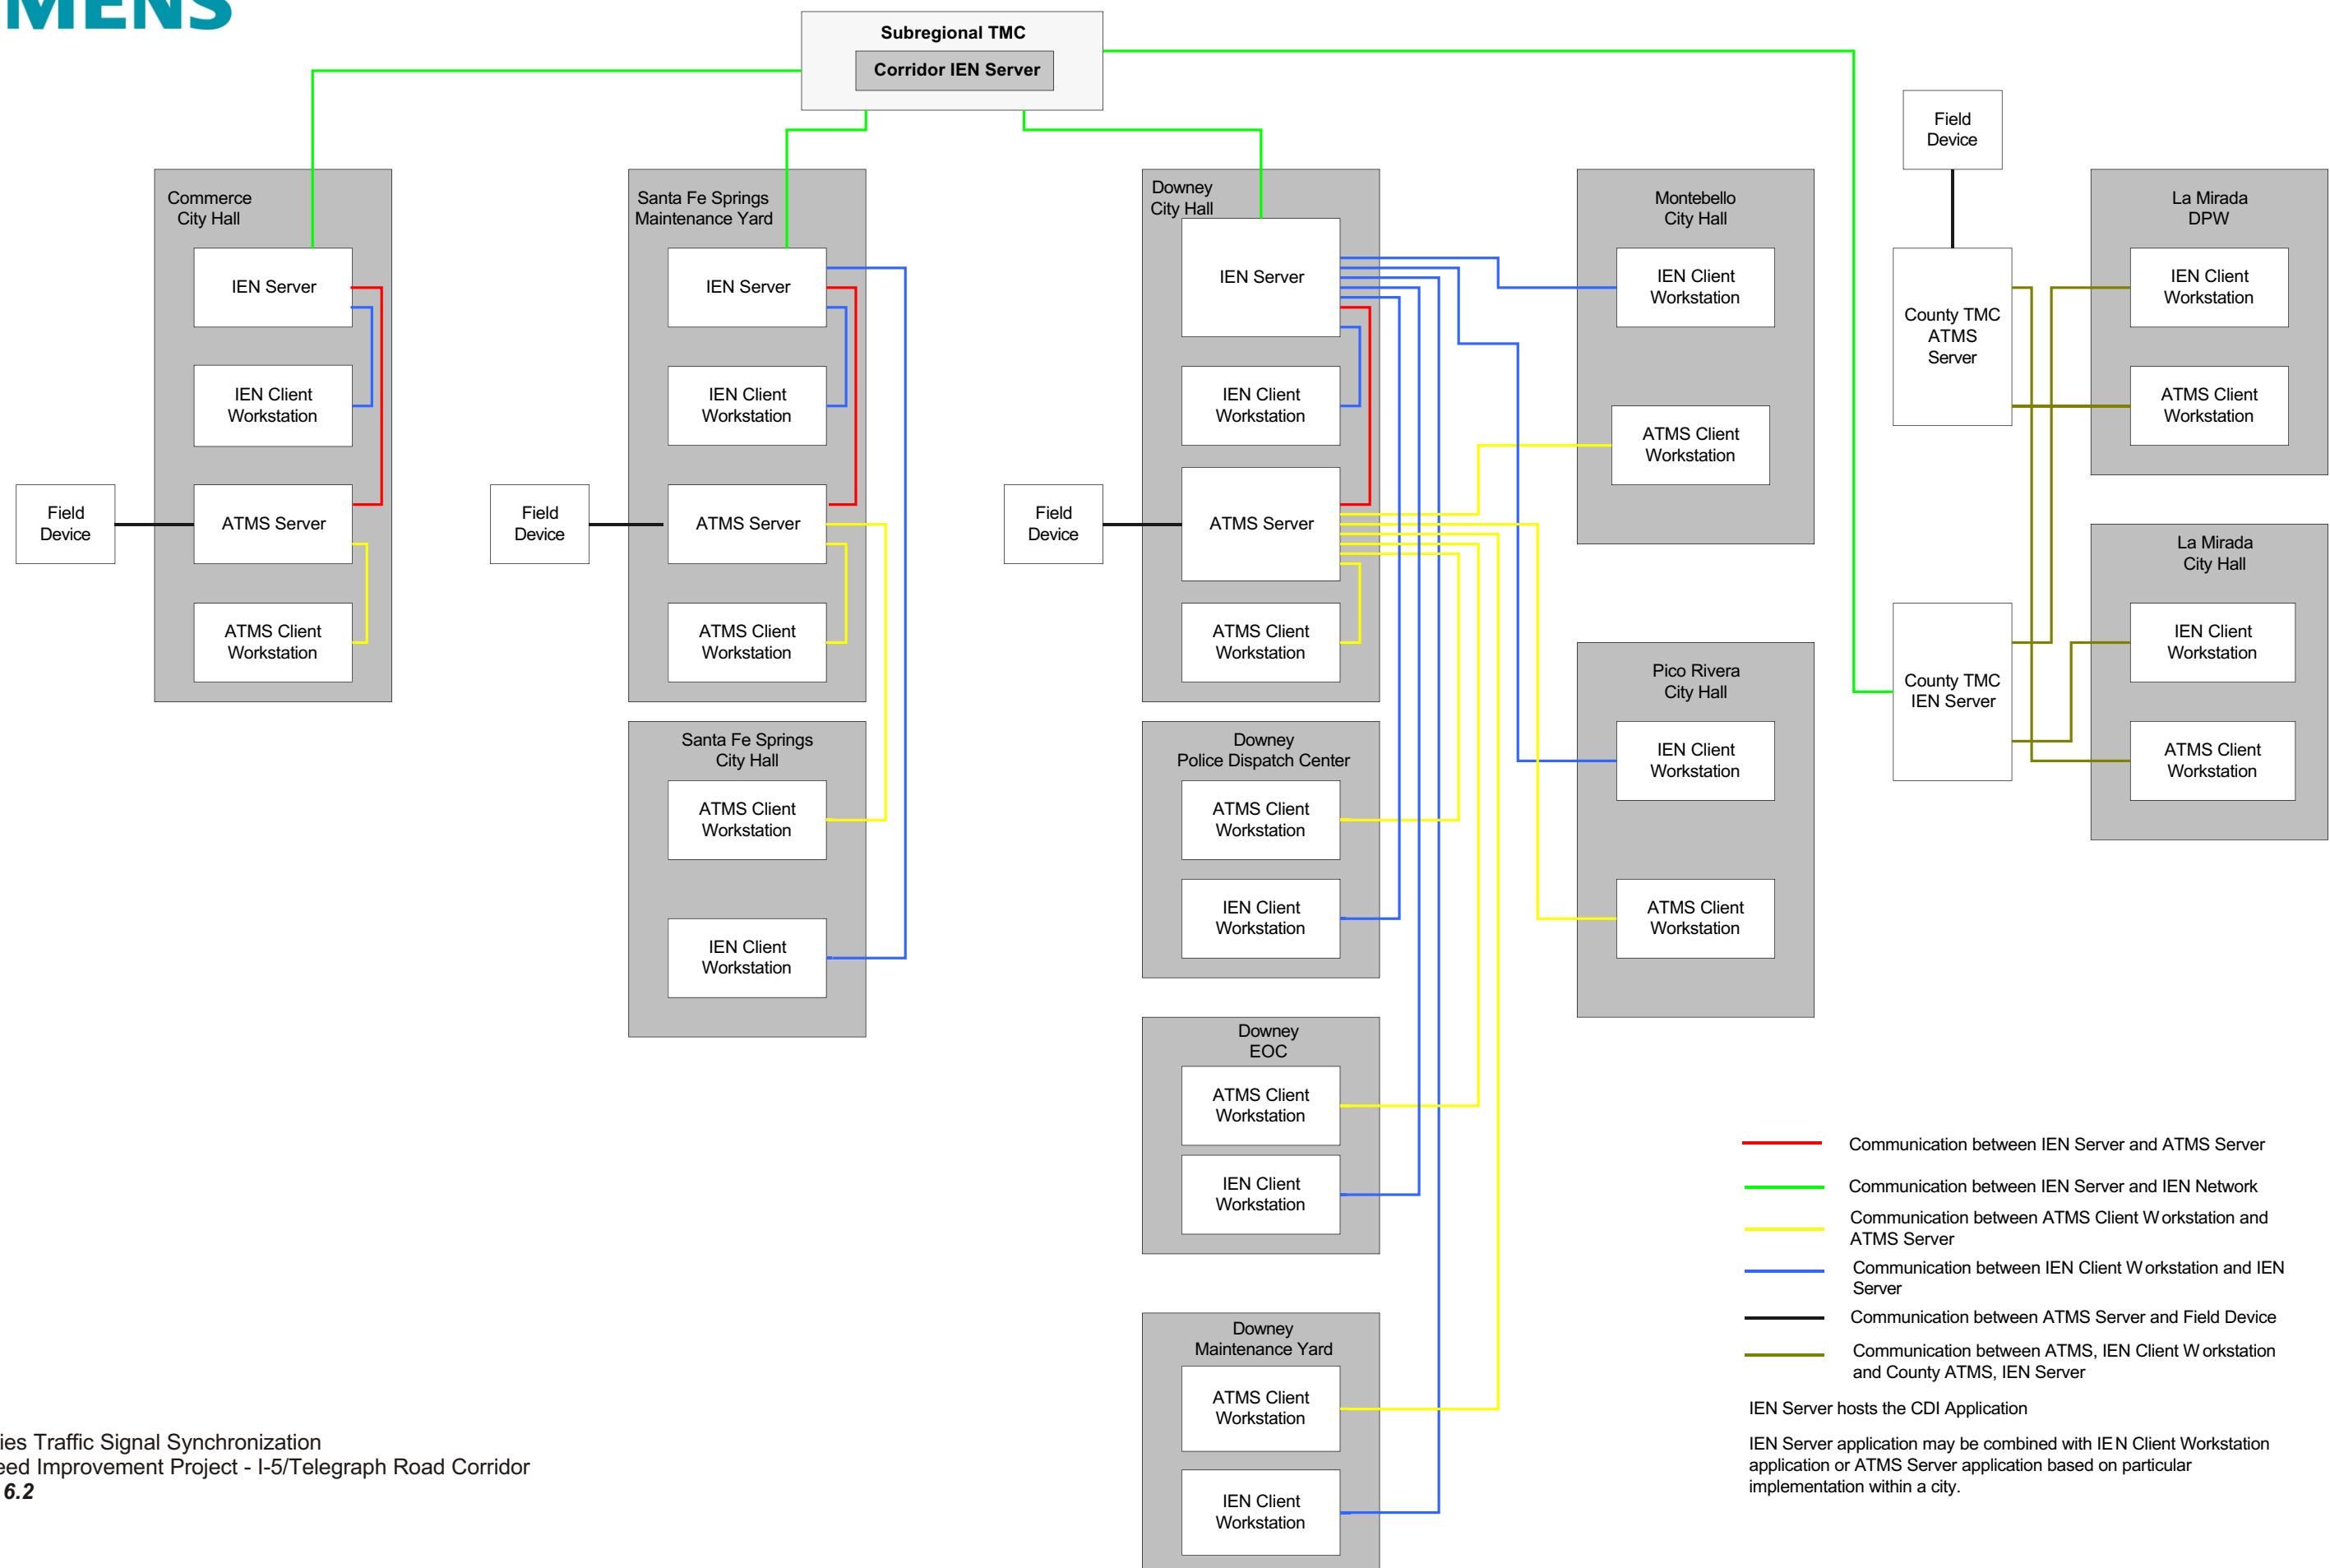 MENS
Subregional TMC
Corridor IEN Server
Commerce
City Hall
IEN Server
IEN Client
Workstation
ATMS Server
ATMS Client
Workstation
Field
Device
Santa Fe Springs
Maintenance Yard
IEN Server
IEN Client
Workstation
ATMS Server
ATMS Client
Workstation
Field
Device
Santa Fe Springs
City Hall
ATMS Client
Workstation
IEN Client
Workstation
Downey
City Hall
IEN Server
IEN Client
Workstation
ATMS Server
ATMS Client
Workstation
Field
Device
Downey
Police Dispatch Center
ATMS Client
Workstation
IEN Client
Workstation
Downey
EOC
ATMS Client
Workstation
IEN Client
Workstation
Downey
Maintenance Yard
ATMS Client
Workstation
IEN Client
Workstation
Montebello
City Hall
IEN Client
Workstation
ATMS Client
Workstation
Pico Rivera
City Hall
IEN Client
Workstation
ATMS Client
Workstation
Field
Device
County TMC
ATMS
Server
County TMC
IEN Server
La Mirada
DPW
IEN Client
Workstation
ATMS Client
Workstation
La Mirada
City Hall
IEN Client
Workstation
ATMS Client
Workstation
Communication between IEN Server and ATMS Server
Communication between IEN Server and IEN Network
Communication between ATMS Client Workstation and
ATMS Server
Communication between IEN Client Workstation and IEN
Server
Communication between ATMS Server and Field Device
Communication between ATMS, IEN Client Workstation
and County ATMS, IEN Server
IEN Server hosts the CDI Application
IEN Server application may be combined with IEN Client Workstation
application or ATMS Server application based on particular
implementation within a city.
ies Traffic Signal Synchronization
eed Improvement Project - I-5/Telegraph Road Corridor
6.2